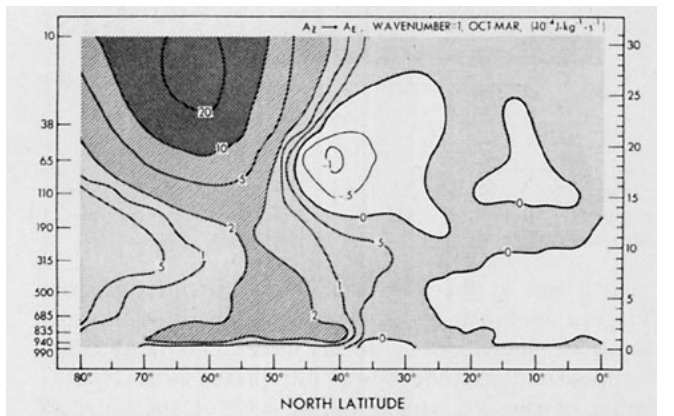 A_Z → A_E, WAVENUMBER=1, OCT-MAR, (10⁻⁴J·kg⁻¹·s⁻¹)
10 30
25
38 20 20
10
65 -1
5 .5
110 15
0 0
190 2 .5 0
315 1 10
.5
500 1 5
685 2
835
940 0
990 0
80° 70° 60° 50° 40° 30° 20° 10° 0°
NORTH LATITUDE